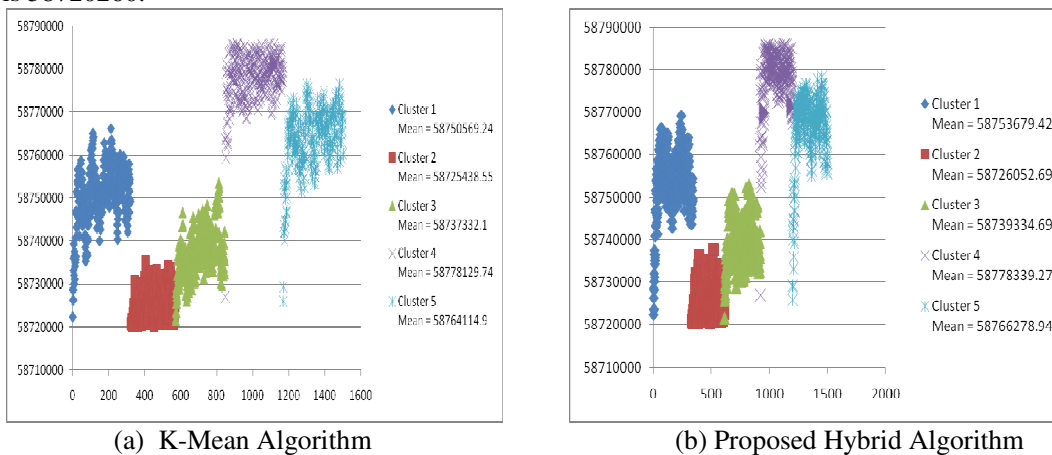 is 58720200.
58790000
58780000
58770000
58760000
58750000
58740000
58730000
58720000
58710000
0 200 400 600 800 1000 1200 1400 1600
Cluster 1
Mean = 58750569.24
Cluster 2
Mean = 58725438.55
Cluster 3
Mean = 58737332.1
Cluster 4
Mean = 58778129.74
Cluster 5
Mean = 58764114.9
(a) K-Mean Algorithm
58790000
58780000
58770000
58760000
58750000
58740000
58730000
58720000
58710000
0 500 1000 1500 2000
Cluster 1
Mean = 58753679.42
Cluster 2
Mean = 58726052.69
Cluster 3
Mean = 58739334.69
Cluster 4
Mean = 58778339.27
Cluster 5
Mean = 58766278.94
(b) Proposed Hybrid Algorithm